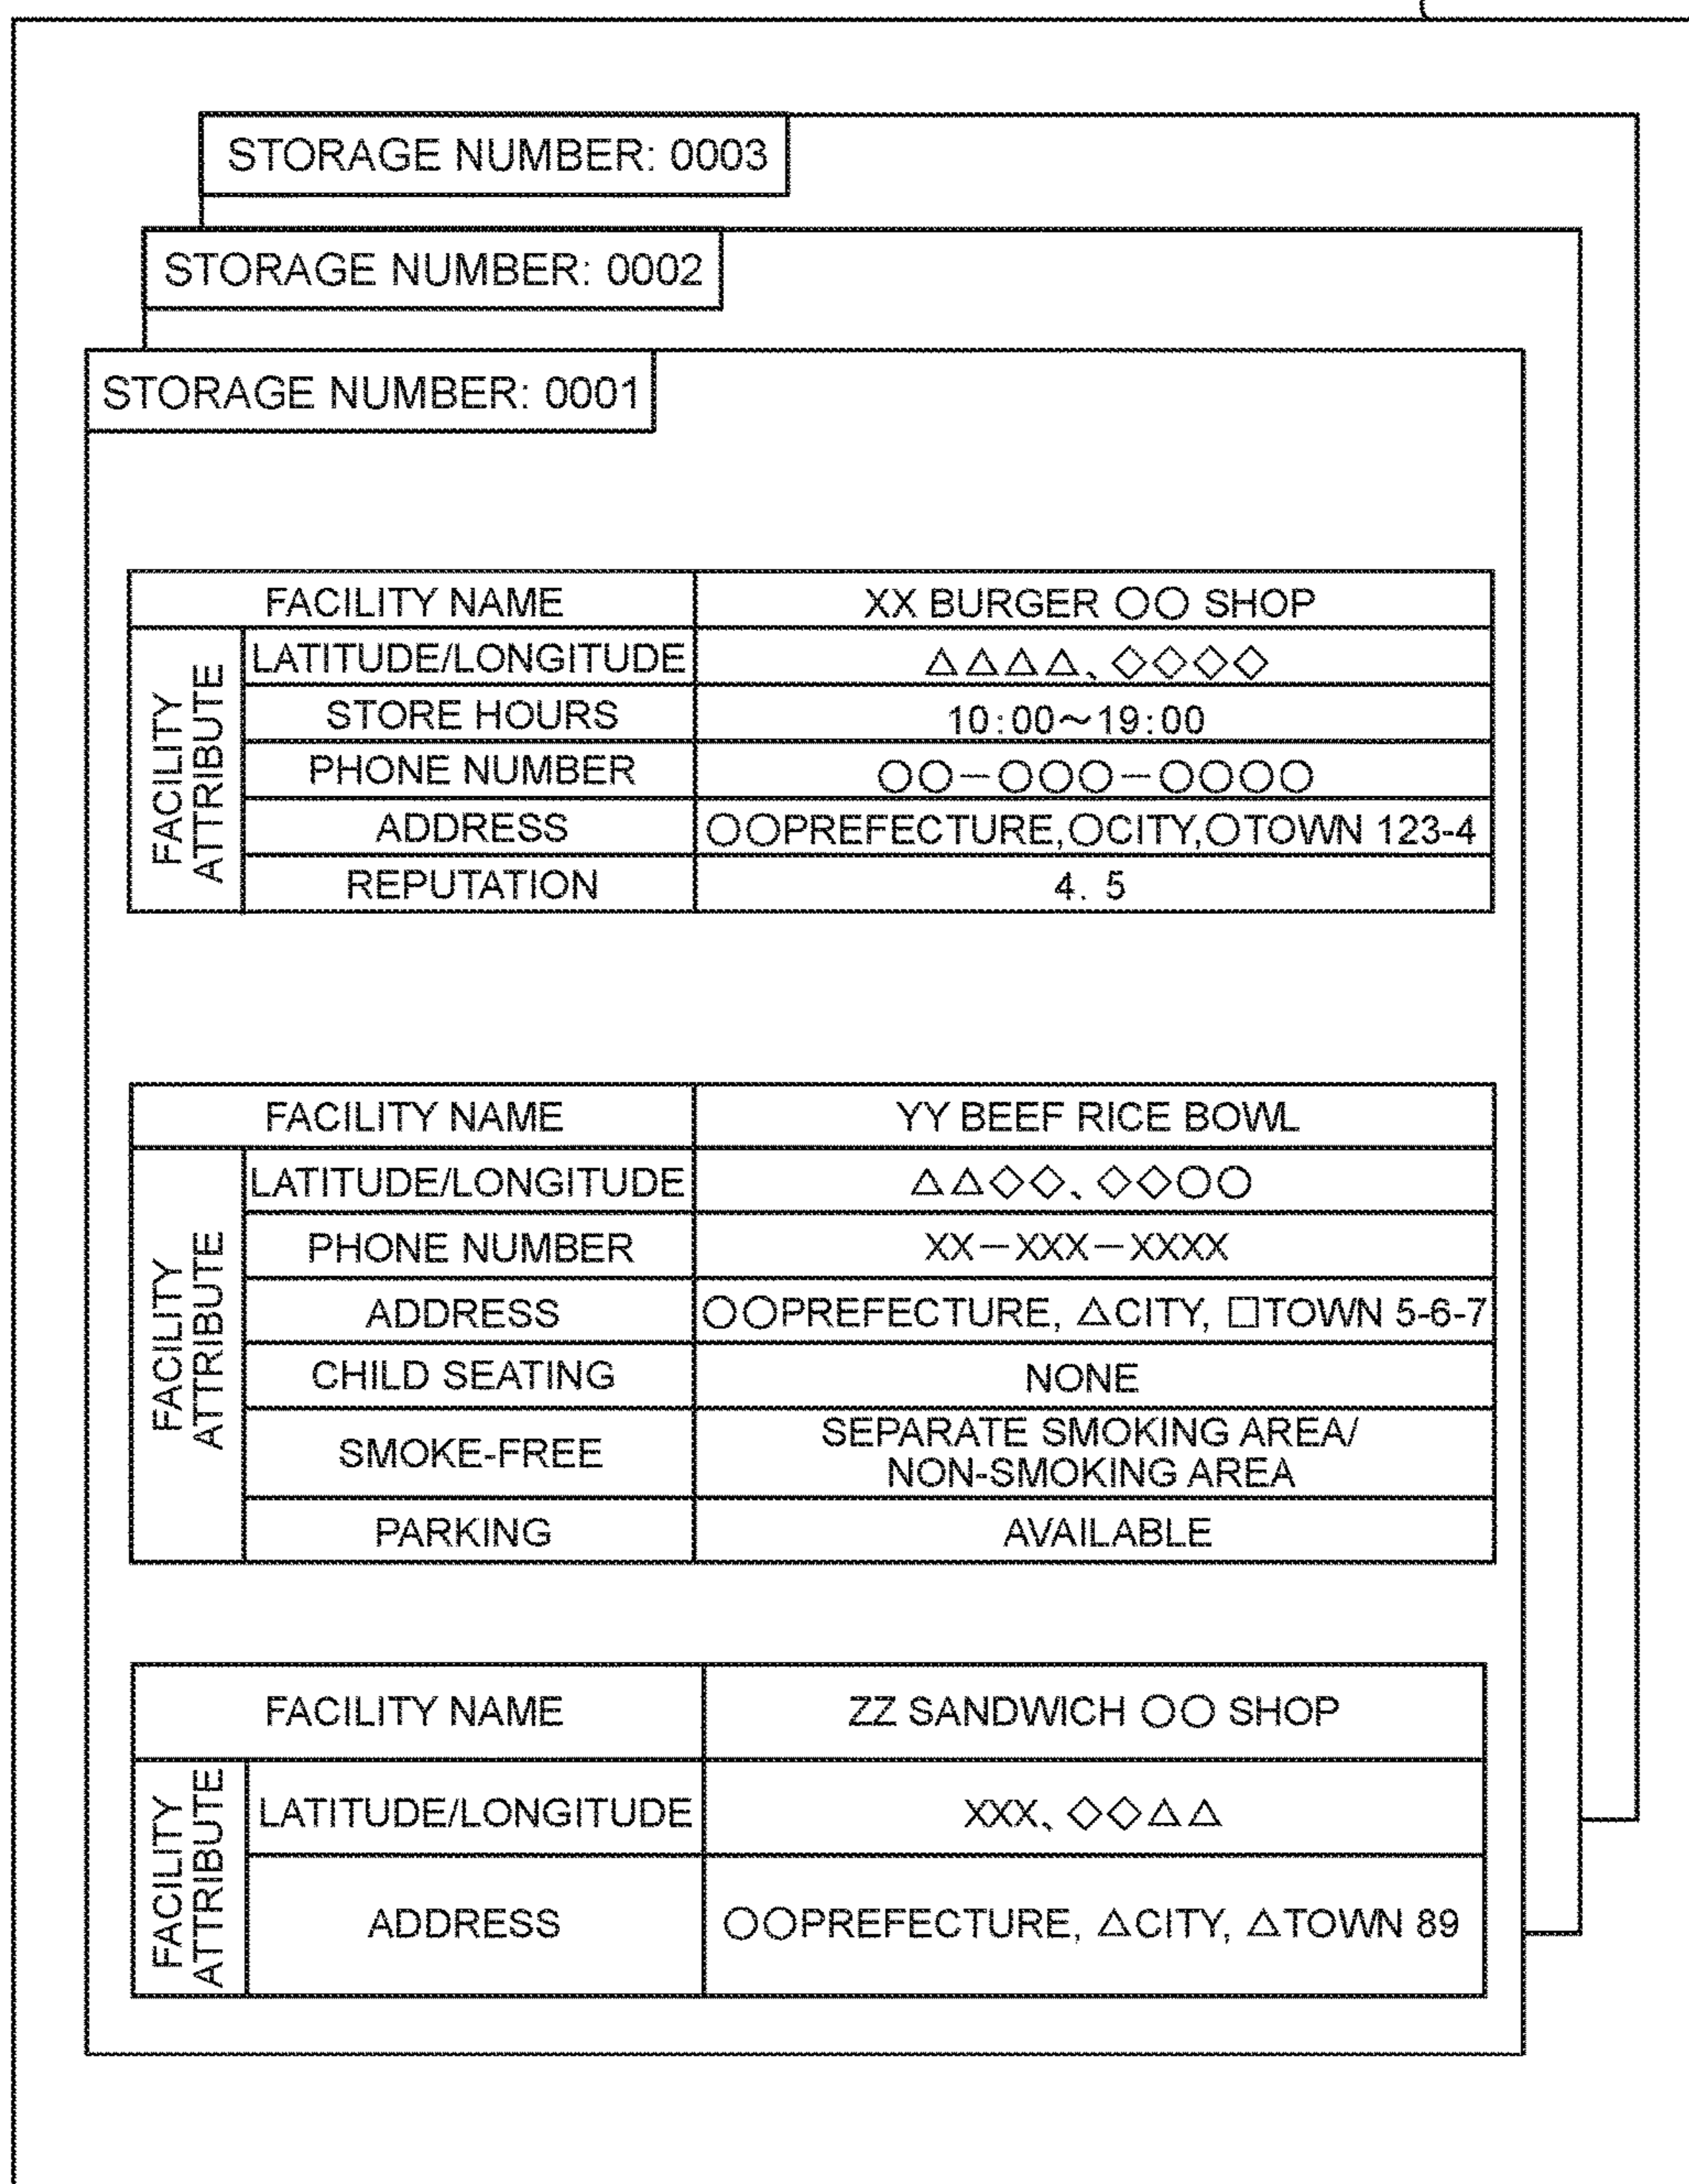 STORAGE NUMBER: 0003
STORAGE NUMBER: 0002
STORAGE NUMBER: 0001
FACILITY NAME
XX BURGER ○○ SHOP
FACILITY
ATTRIBUTE
LATITUDE/LONGITUDE
△△△△、◇◇◇◇
STORE HOURS
10:00～19:00
PHONE NUMBER
○○－○○○－○○○○
ADDRESS
○○PREFECTURE,○CITY,○TOWN 123-4
REPUTATION
4. 5
FACILITY NAME
YY BEEF RICE BOWL
FACILITY
ATTRIBUTE
LATITUDE/LONGITUDE
△△◇◇、◇◇○○
PHONE NUMBER
XX－XXX－XXXX
ADDRESS
○○PREFECTURE, △CITY, □TOWN 5-6-7
CHILD SEATING
NONE
SMOKE-FREE
SEPARATE SMOKING AREA/
NON-SMOKING AREA
PARKING
AVAILABLE
FACILITY NAME
ZZ SANDWICH ○○ SHOP
FACILITY
ATTRIBUTE
LATITUDE/LONGITUDE
XXX、◇◇△△
ADDRESS
○○PREFECTURE, △CITY, △TOWN 89